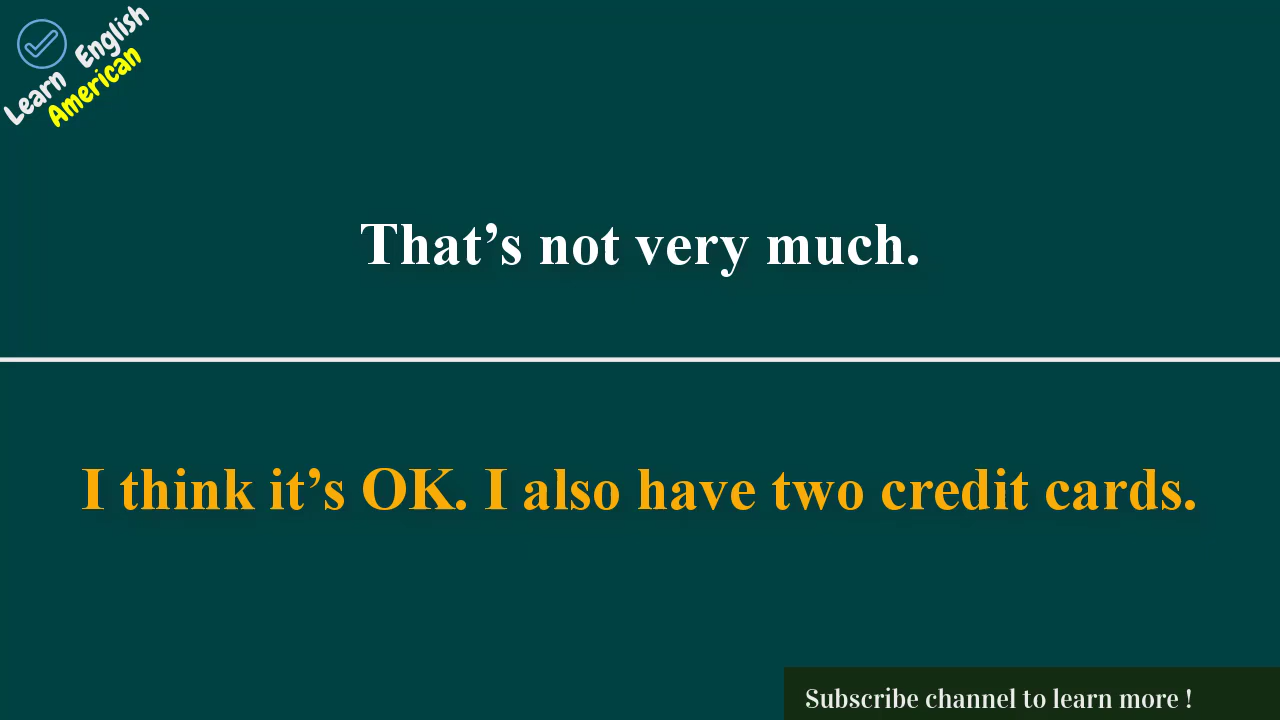 Learn English
American
That’s not very much.
I think it’s OK. I also have two credit cards.
Subscribe channel to learn more !